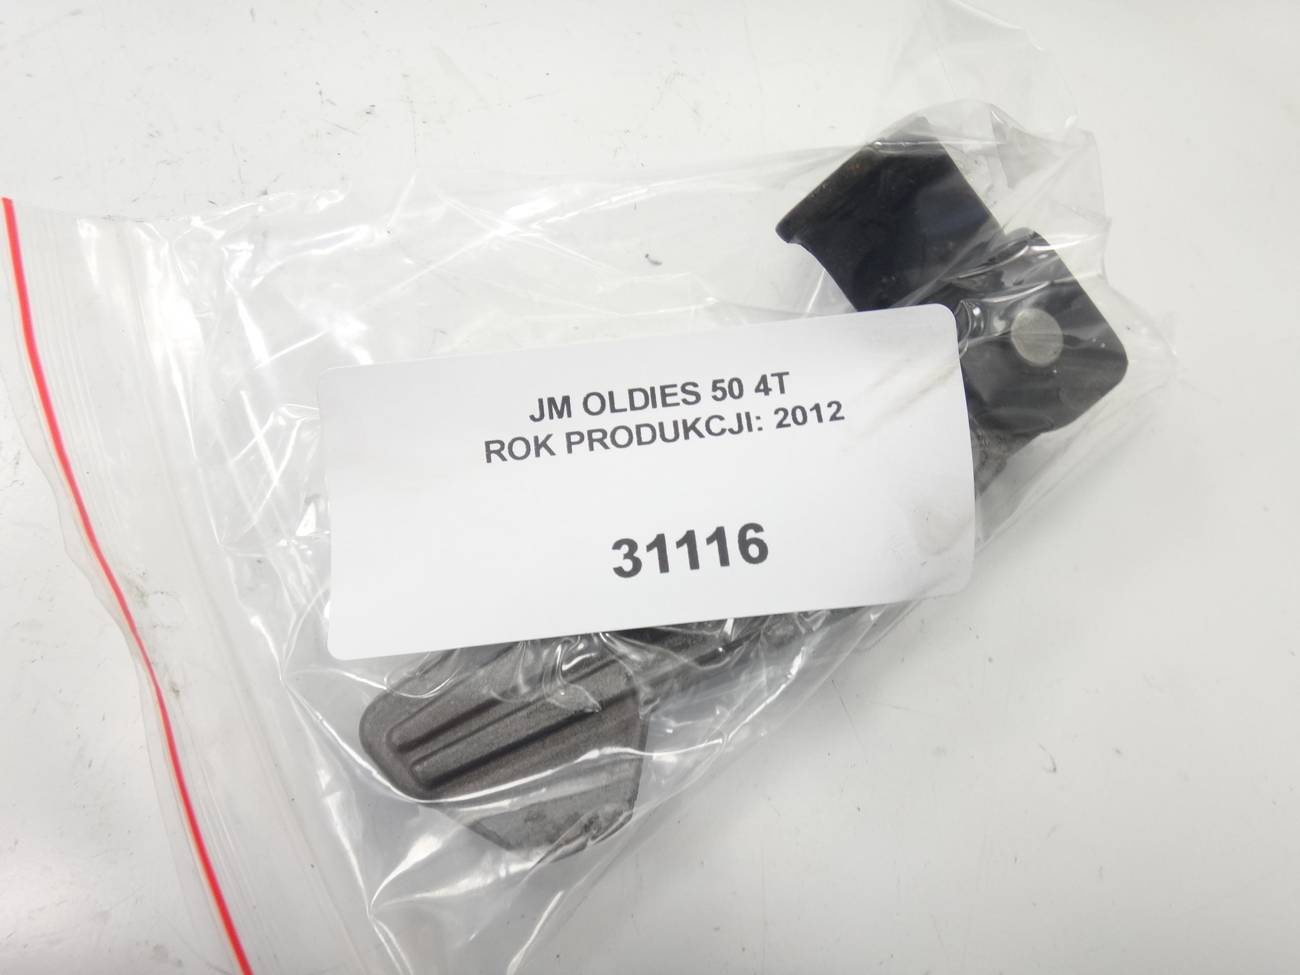 JM OLDIES 50 4T
ROK PRODUKCJI: 2012
31116